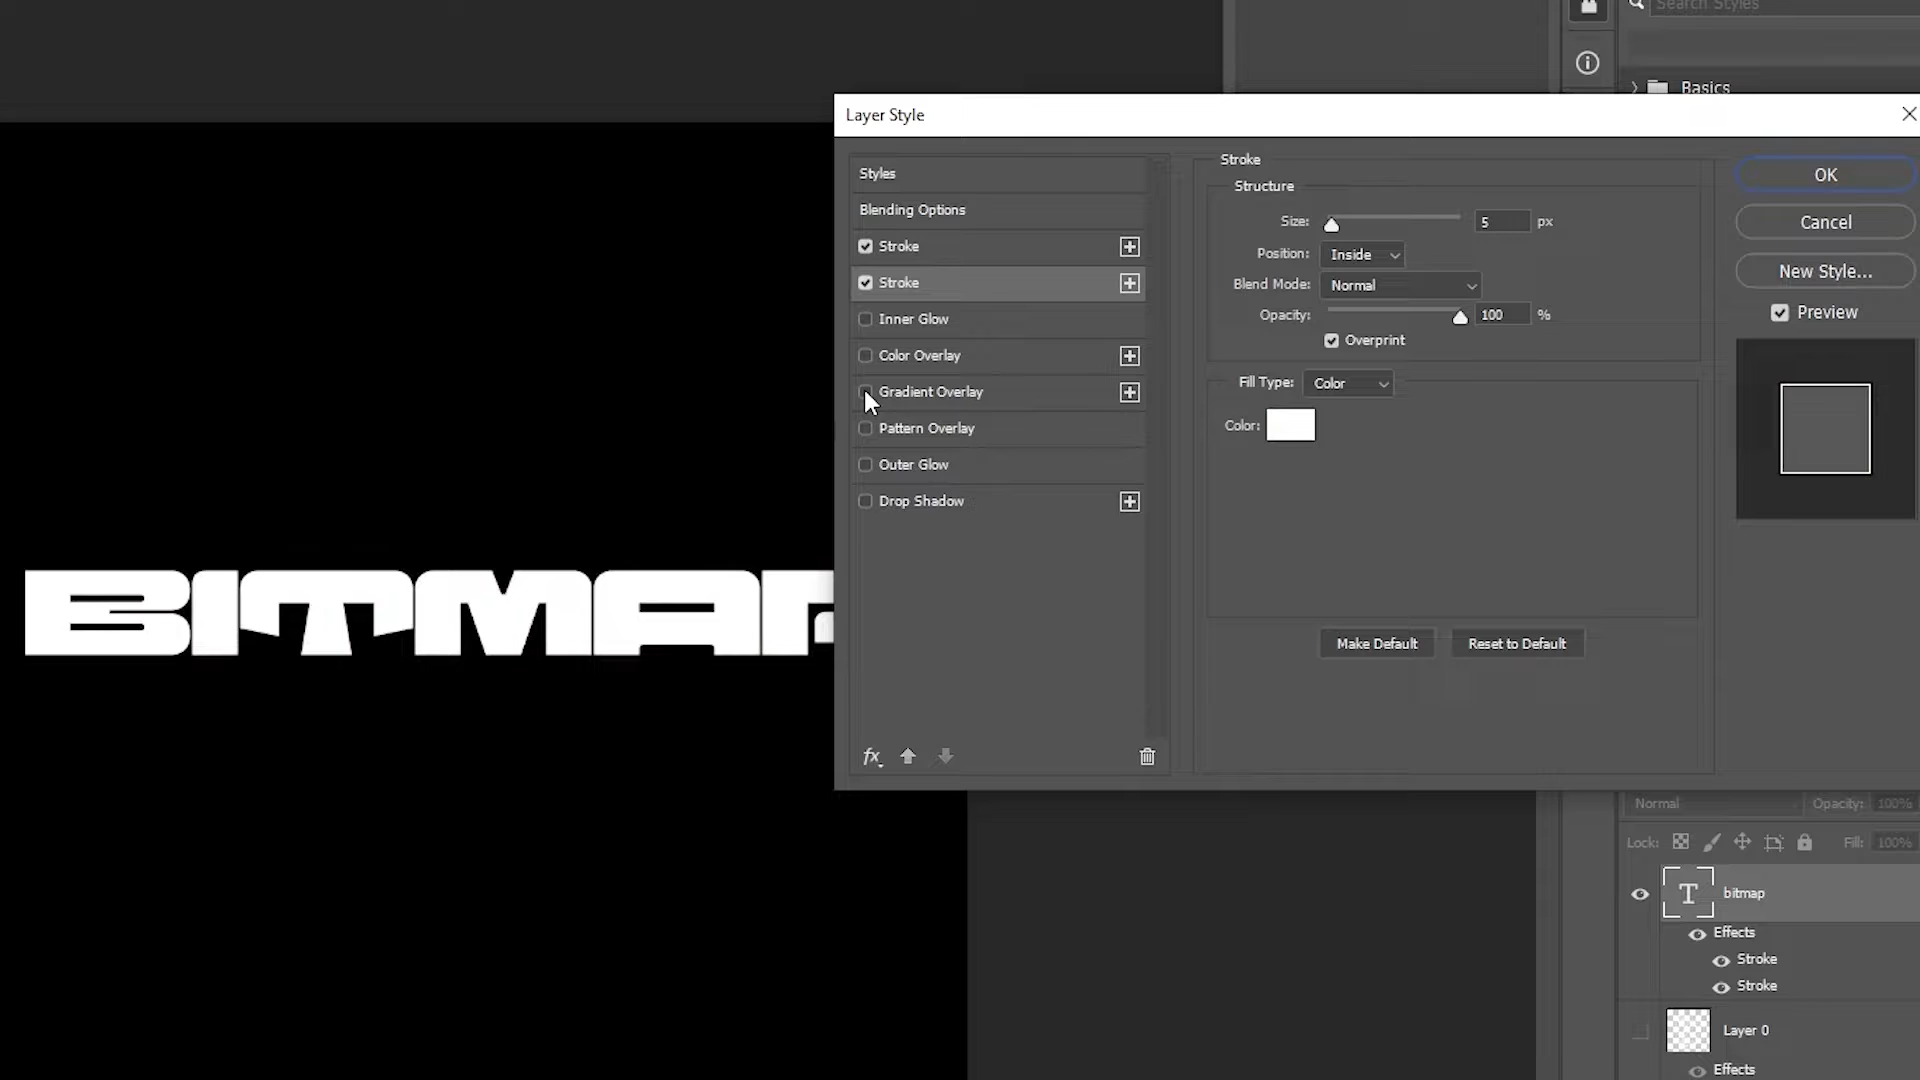 Search Styles
Basics
Layer Style
Styles
Blending Options
Stroke
Stroke
Inner Glow
Color Overlay
Gradient Overlay
Pattern Overlay
Outer Glow
Drop Shadow
fx
Stroke
Structure
Size: 5 px
Position: Inside
Blend Mode: Normal
Opacity: 100 %
Overprint
Fill Type: Color
Color:
Make Default Reset to Default
OK
Cancel
New Style...
Preview
BITMAP
Normal Opacity: 100%
Lock: Fill: 100%
T bitmap
Effects
Stroke
Stroke
Layer 0
Effects